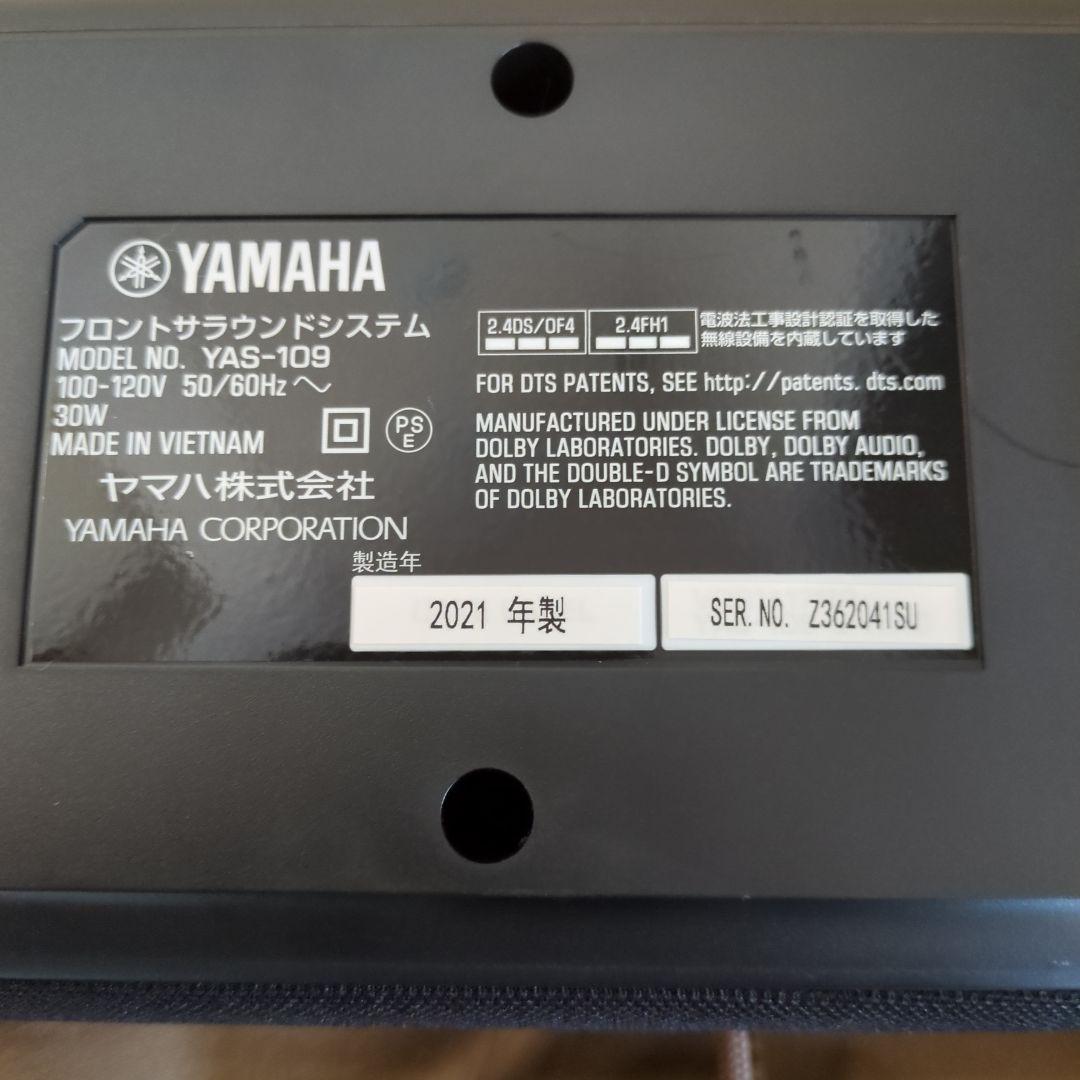 YAMAHA
フロントサラウンドシステム
MODEL NO. YAS-109
100-120V 50/60Hz ～
30W
MADE IN VIETNAM
PS
E
ヤマハ株式会社
YAMAHA CORPORATION
2.4DS/OF4
2.4FH1
電波法工事設計認証を取得した
無線設備を内蔵しています
FOR DTS PATENTS, SEE http://patents.dts.com
MANUFACTURED UNDER LICENSE FROM
DOLBY LABORATORIES. DOLBY, DOLBY AUDIO,
AND THE DOUBLE-D SYMBOL ARE TRADEMARKS
OF DOLBY LABORATORIES.
製造年
2021 年製
SER. NO. Z362041SU